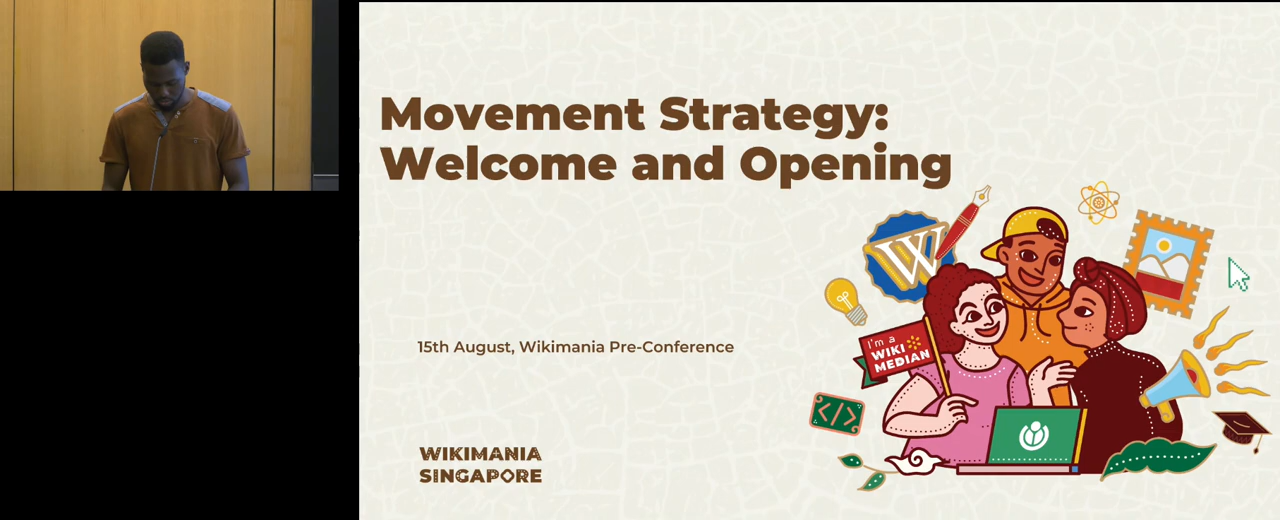 Movement Strategy:
Welcome and Opening
W
I'm a
WIKI
MEDIAN
15th August, Wikimania Pre-Conference
</>
WIKIMANIA
SINGAPORE